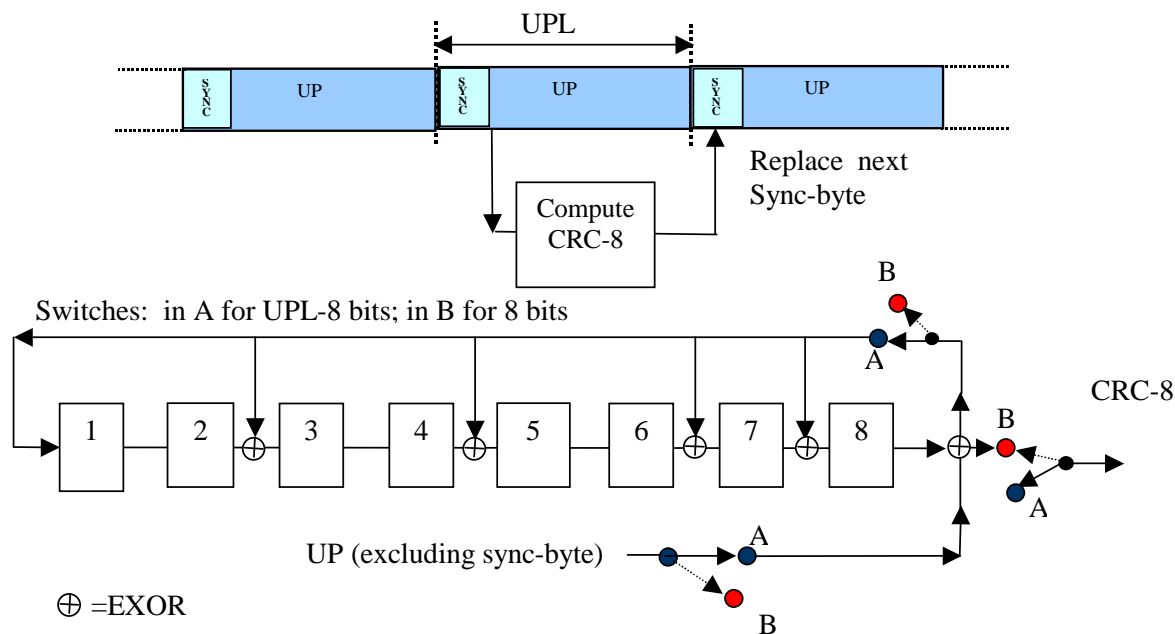 UPL
SYNC
UP
SYNC
UP
SYNC
UP
Replace next
Sync-byte
Compute
CRC-8
B
Switches: in A for UPL-8 bits; in B for 8 bits
A
CRC-8
1
2
3
4
5
6
7
8
B
A
UP (excluding sync-byte)
A
B
⊕ =EXOR